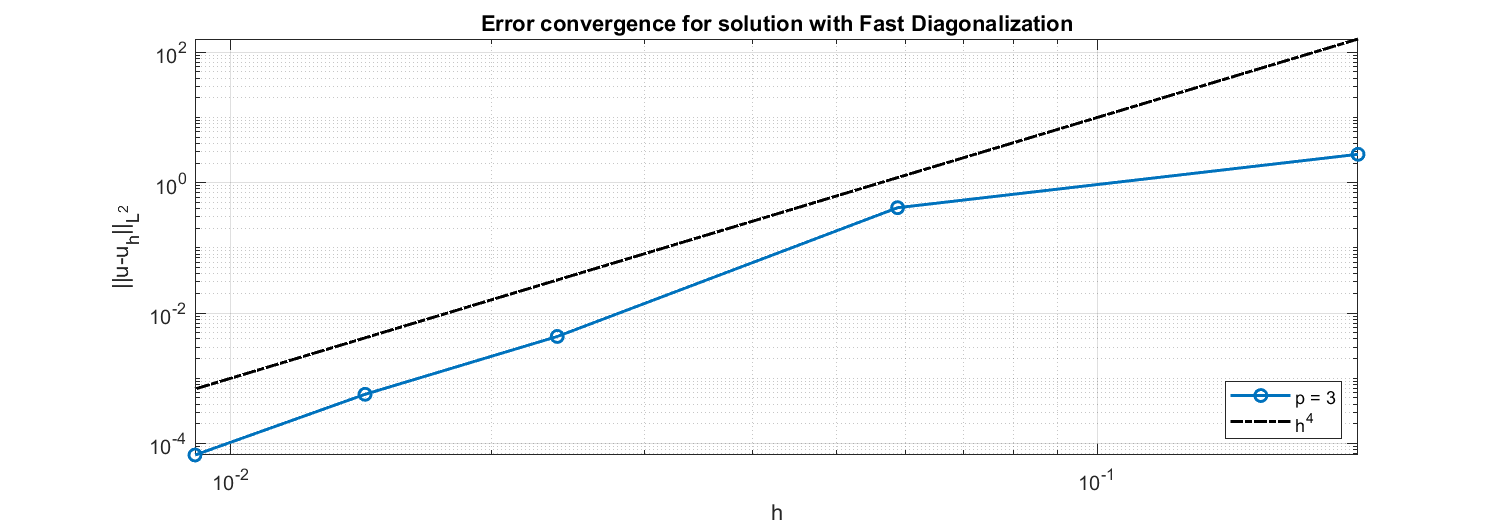 Error convergence for solution with Fast Diagonalization
10^2
10^0
10^-2
10^-4
||u-u_h||_L^2
10^-2
10^-1
h
p = 3
h^4